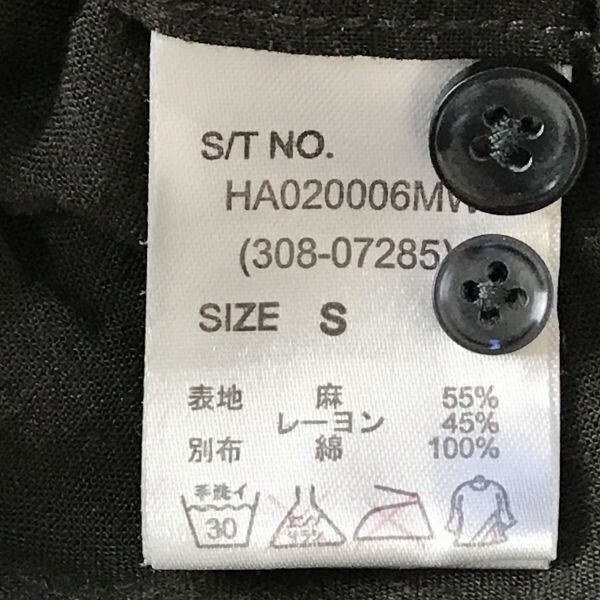 S/T NO.
HA020006MW
(308-07285)
SIZE S
表地 麻 55%
レーヨン 45%
別布 綿 100%
手洗イ
30